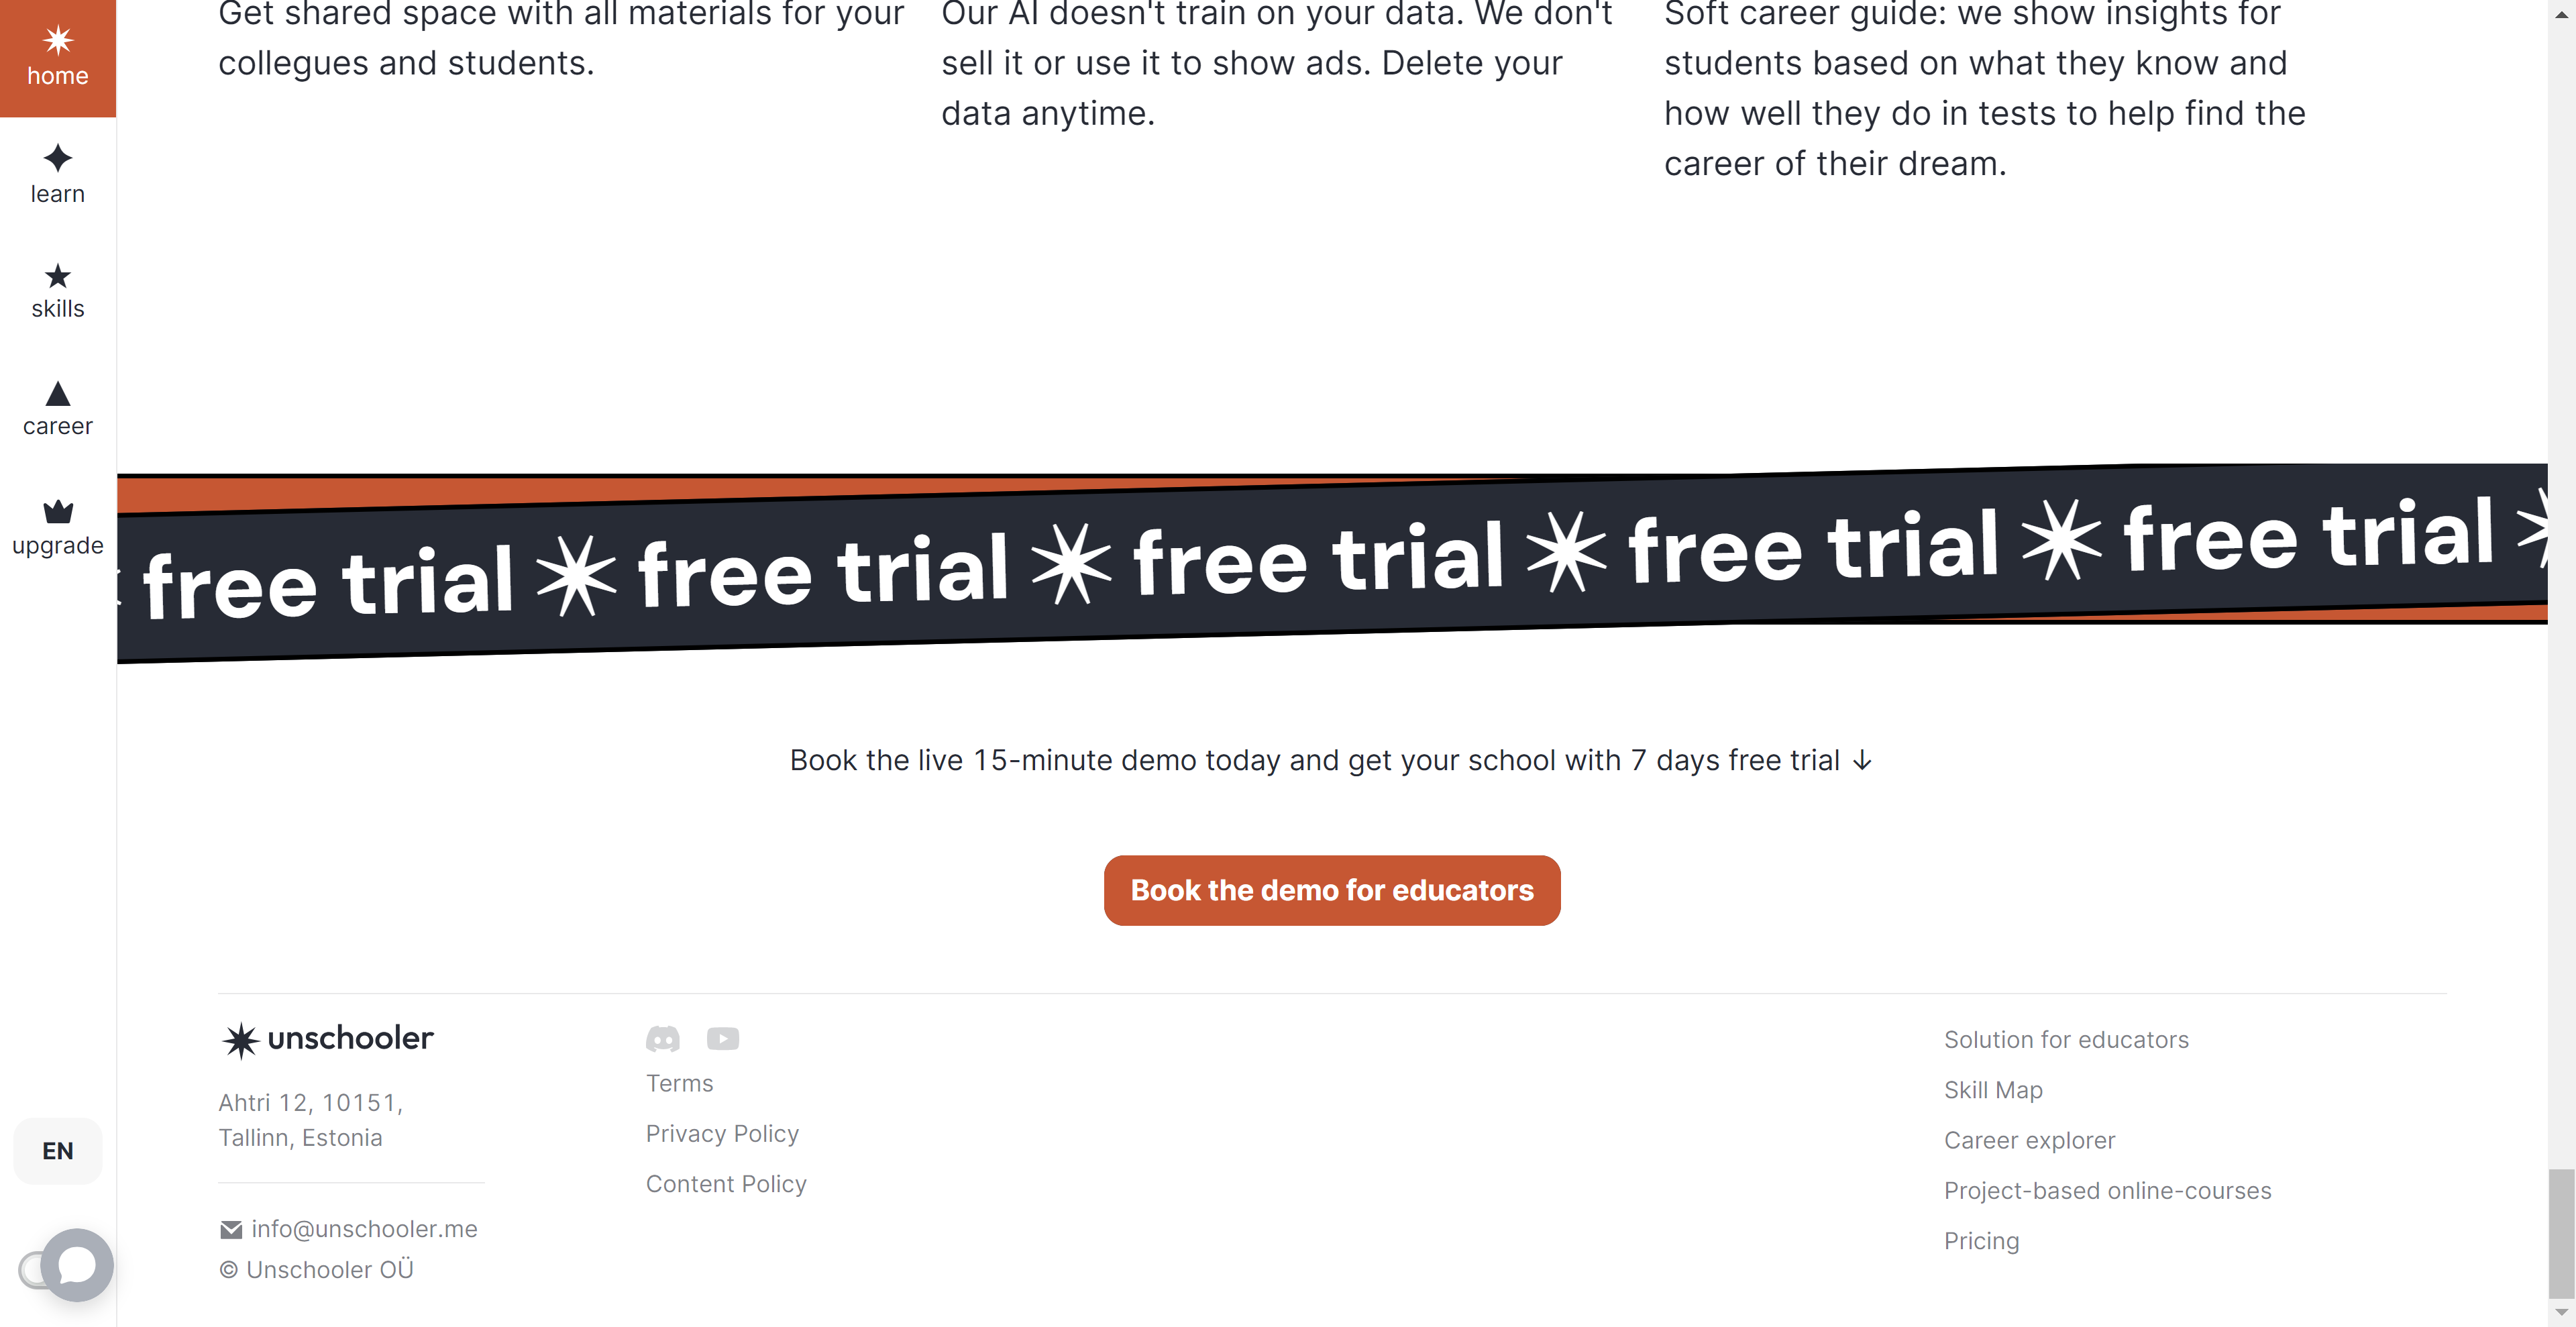 home
learn
skills
career
upgrade
EN
Get shared space with all materials for your
collegues and students.
Our AI doesn't train on your data. We don't
sell it or use it to show ads. Delete your
data anytime.
Soft career guide: we show insights for
students based on what they know and
how well they do in tests to help find the
career of their dream.
free trial free trial free trial free trial free trial
Book the live 15-minute demo today and get your school with 7 days free trial ↓
Book the demo for educators
unschooler
Ahtri 12, 10151,
Tallinn, Estonia
info@unschooler.me
© Unschooler OÜ
Terms
Privacy Policy
Content Policy
Solution for educators
Skill Map
Career explorer
Project-based online-courses
Pricing